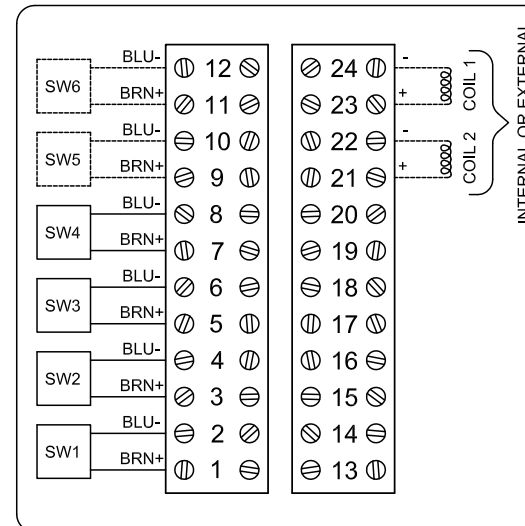 SW6
BLU-
BRN+
SW5
BLU-
BRN+
SW4
BLU-
BRN+
SW3
BLU-
BRN+
SW2
BLU-
BRN+
SW1
BLU-
BRN+
12
11
10
9
8
7
6
5
4
3
2
1
24
23
22
21
20
19
18
17
16
15
14
13
-
+
COIL 1
-
+
COIL 2
INTERNAL OR EXTERNAL